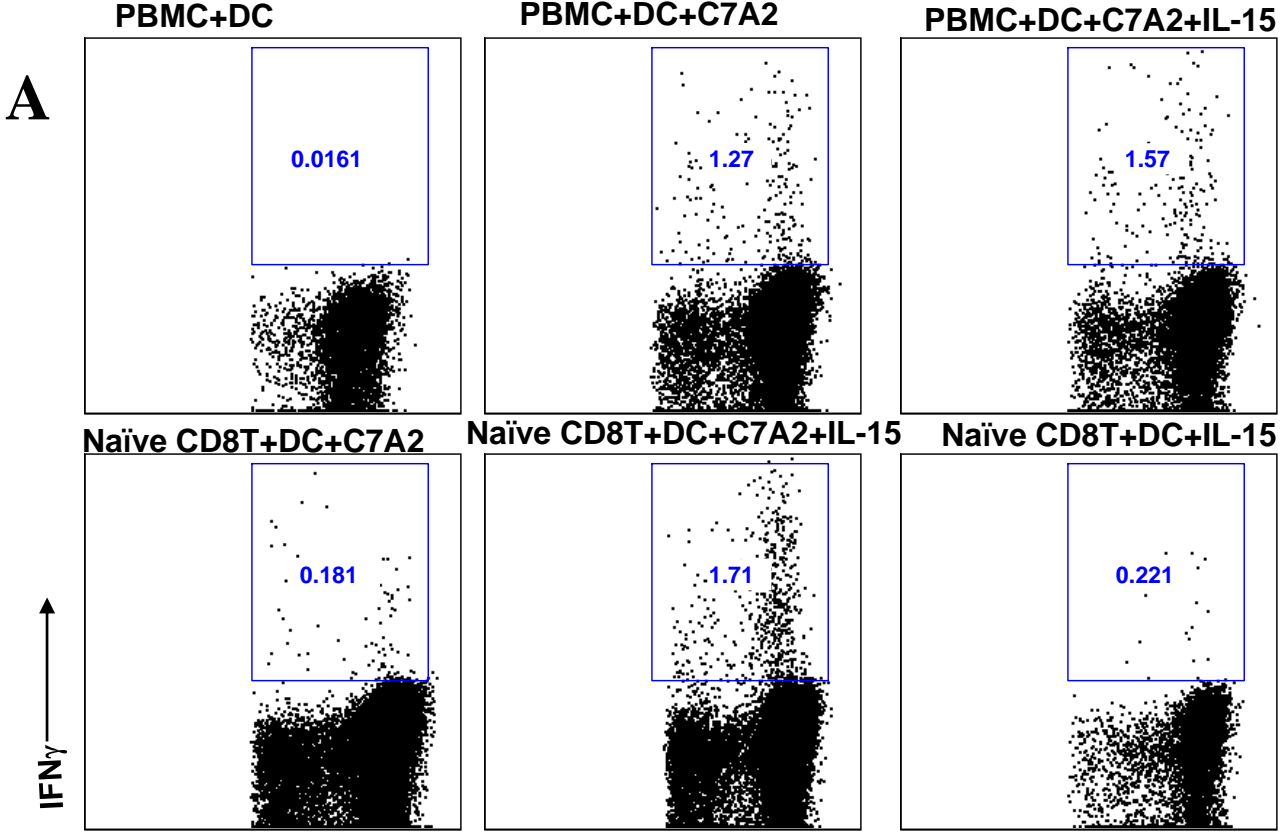 PBMC+DC
PBMC+DC+C7A2
PBMC+DC+C7A2+IL-15
A
0.0161
1.27
1.57
Naïve CD8T+DC+C7A2
Naïve CD8T+DC+C7A2+IL-15
Naïve CD8T+DC+IL-15
0.181
1.71
0.221
IFNγ